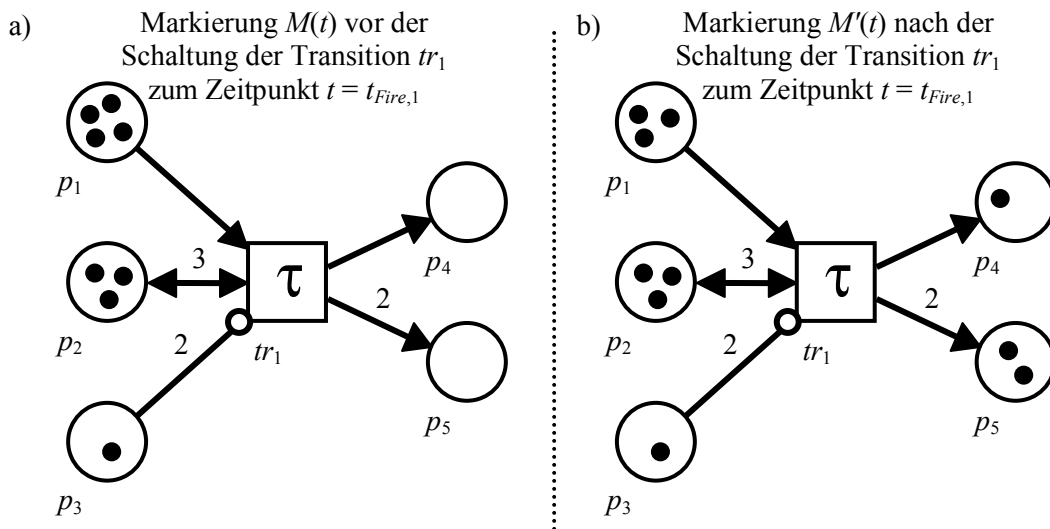 a)
Markierung M(t) vor der
Schaltung der Transition tr₁
zum Zeitpunkt t = t_Fire,1
p₁
p₂
p₃
3
2
τ
tr₁
2
p₄
p₅
b)
Markierung M'(t) nach der
Schaltung der Transition tr₁
zum Zeitpunkt t = t_Fire,1
p₁
p₂
p₃
3
2
τ
tr₁
2
p₄
p₅